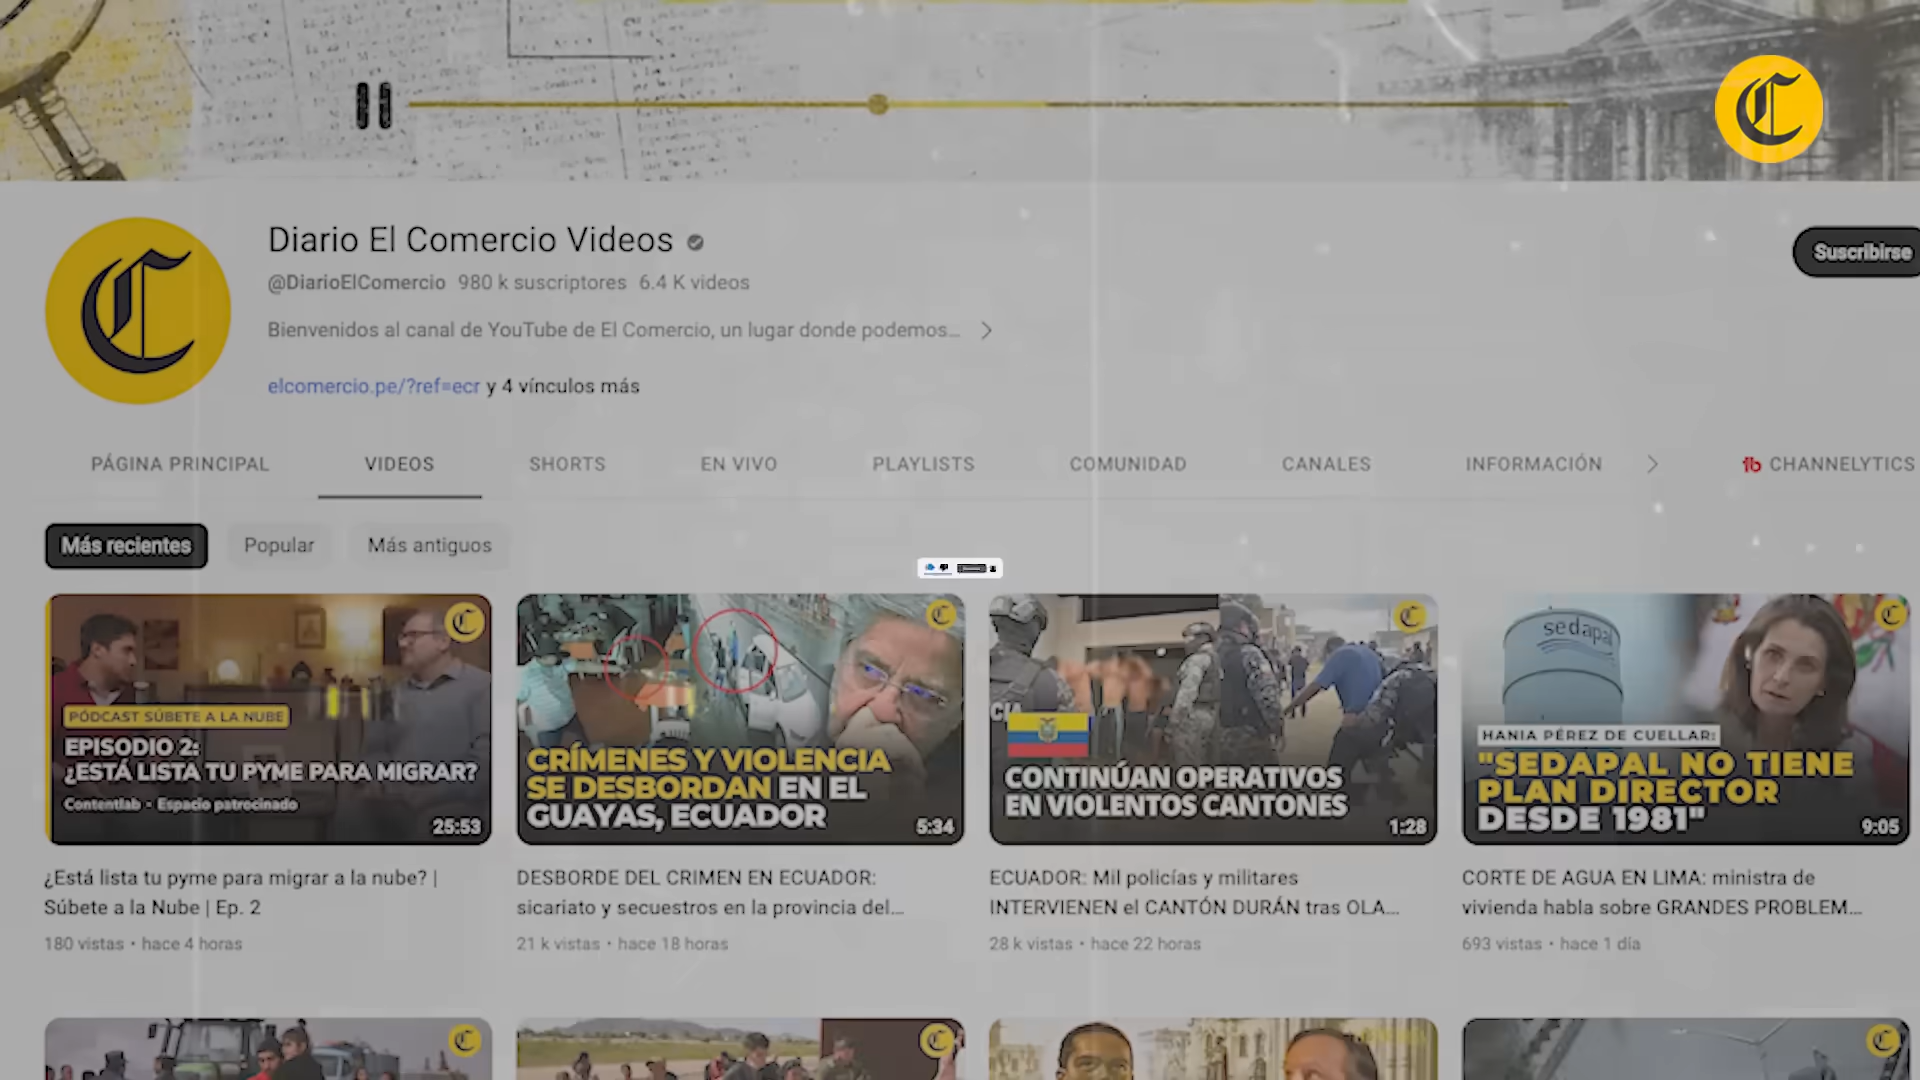 Diario El Comercio Videos
Suscribirse
@DiarioElComercio 980 k suscriptores 6.4 K videos
Bienvenidos al canal de YouTube de El Comercio, un lugar donde podemos...
elcomercio.pe/?ref=ecr y 4 vínculos más
PÁGINA PRINCIPAL VIDEOS SHORTS EN VIVO PLAYLISTS COMUNIDAD CANALES INFORMACIÓN CHANNELYTICS
Más recientes Popular Más antiguos
PÓDCAST SÚBETE A LA NUBE
EPISODIO 2:
¿ESTÁ LISTA TU PYME PARA MIGRAR?
Contentlab - Espacio patrocinado
25:53
CRÍMENES Y VIOLENCIA
SE DESBORDAN EN EL
GUAYAS, ECUADOR
5:34
CONTINÚAN OPERATIVOS
EN VIOLENTOS CANTONES
1:28
sedapal
HANIA PÉREZ DE CUELLAR:
"SEDAPAL NO TIENE
PLAN DIRECTOR
DESDE 1981"
9:05
¿Está lista tu pyme para migrar a la nube? |
Súbete a la Nube | Ep. 2
180 vistas • hace 4 horas
DESBORDE DEL CRIMEN EN ECUADOR:
sicariato y secuestros en la provincia del...
21 k vistas • hace 18 horas
ECUADOR: Mil policías y militares
INTERVIENEN el CANTÓN DURÁN tras OLA...
28 k vistas • hace 22 horas
CORTE DE AGUA EN LIMA: ministra de
vivienda habla sobre GRANDES PROBLEM...
693 vistas • hace 1 día